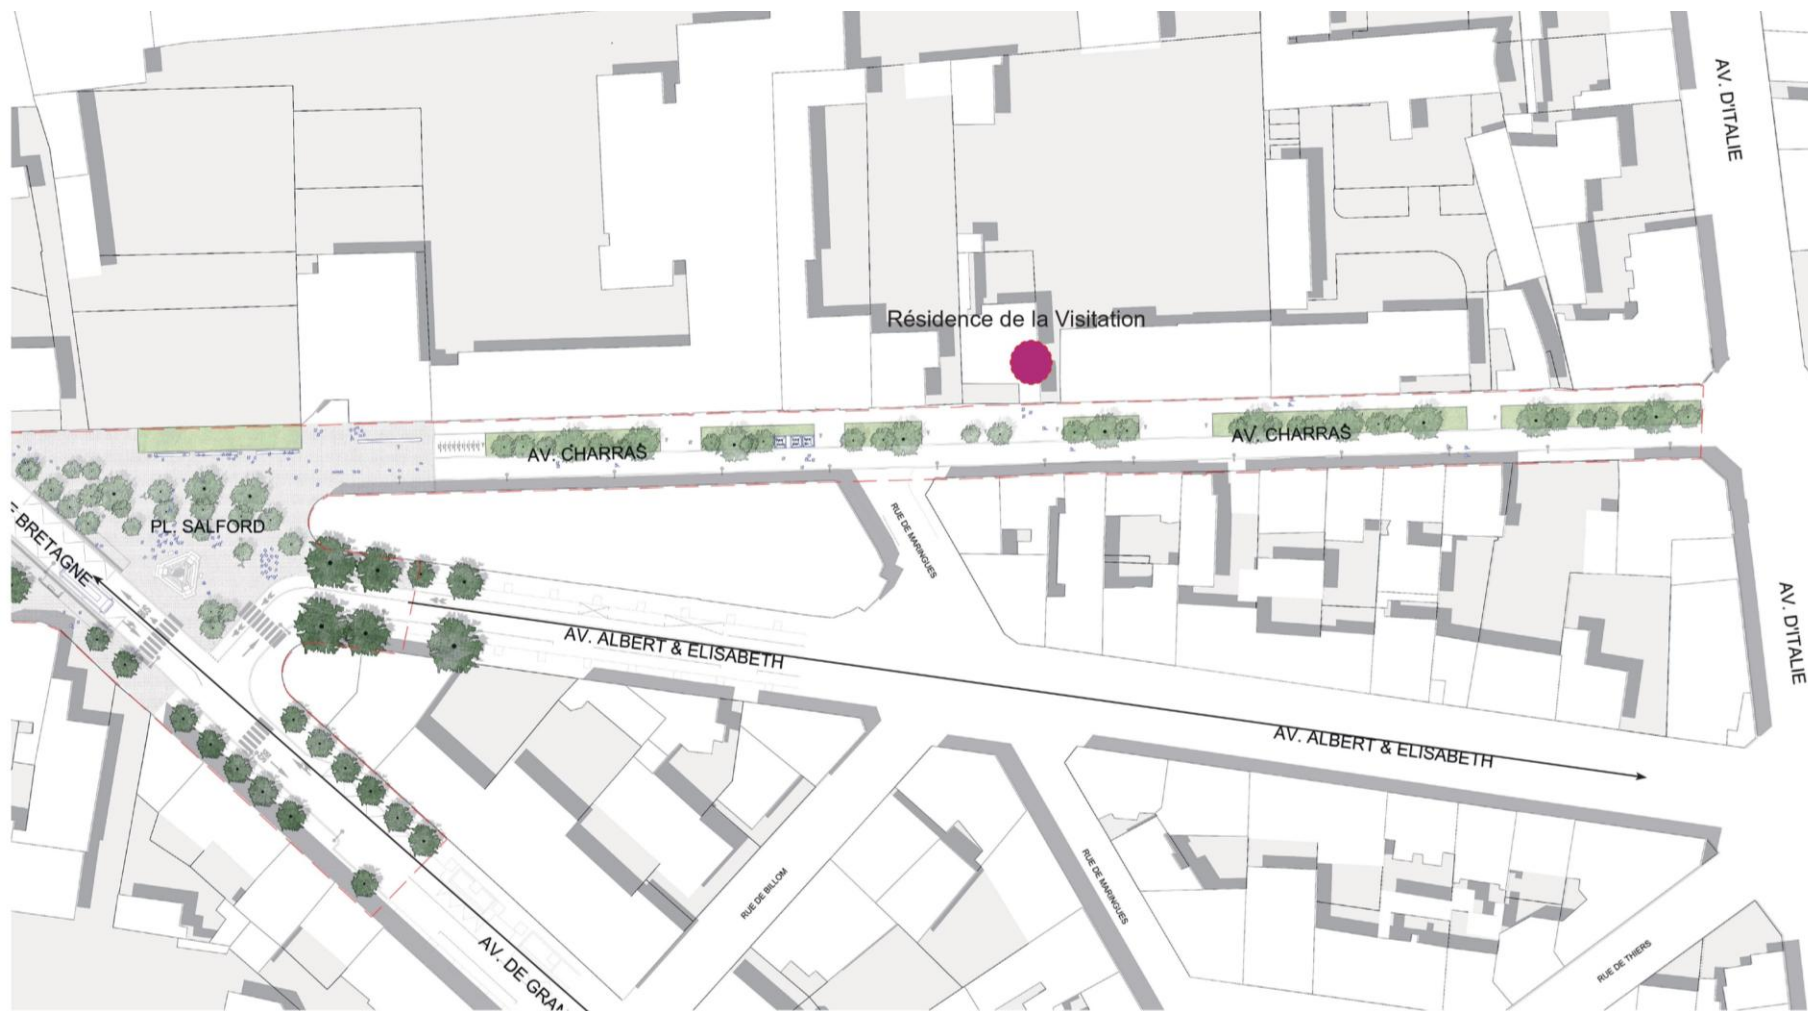 AV. D'ITALIE
Résidence de la Visitation
AV. CHARRAS
AV. CHARRAS
PL. SALFORD
RUE DE MARINGUES
BRETAGNE
AV. D'ITALIE
AV. ALBERT & ELISABETH
AV. ALBERT & ELISABETH
RUE DE BILLOM
RUE DE MARINGUES
AV. DE GRAN
RUE DE THIERS